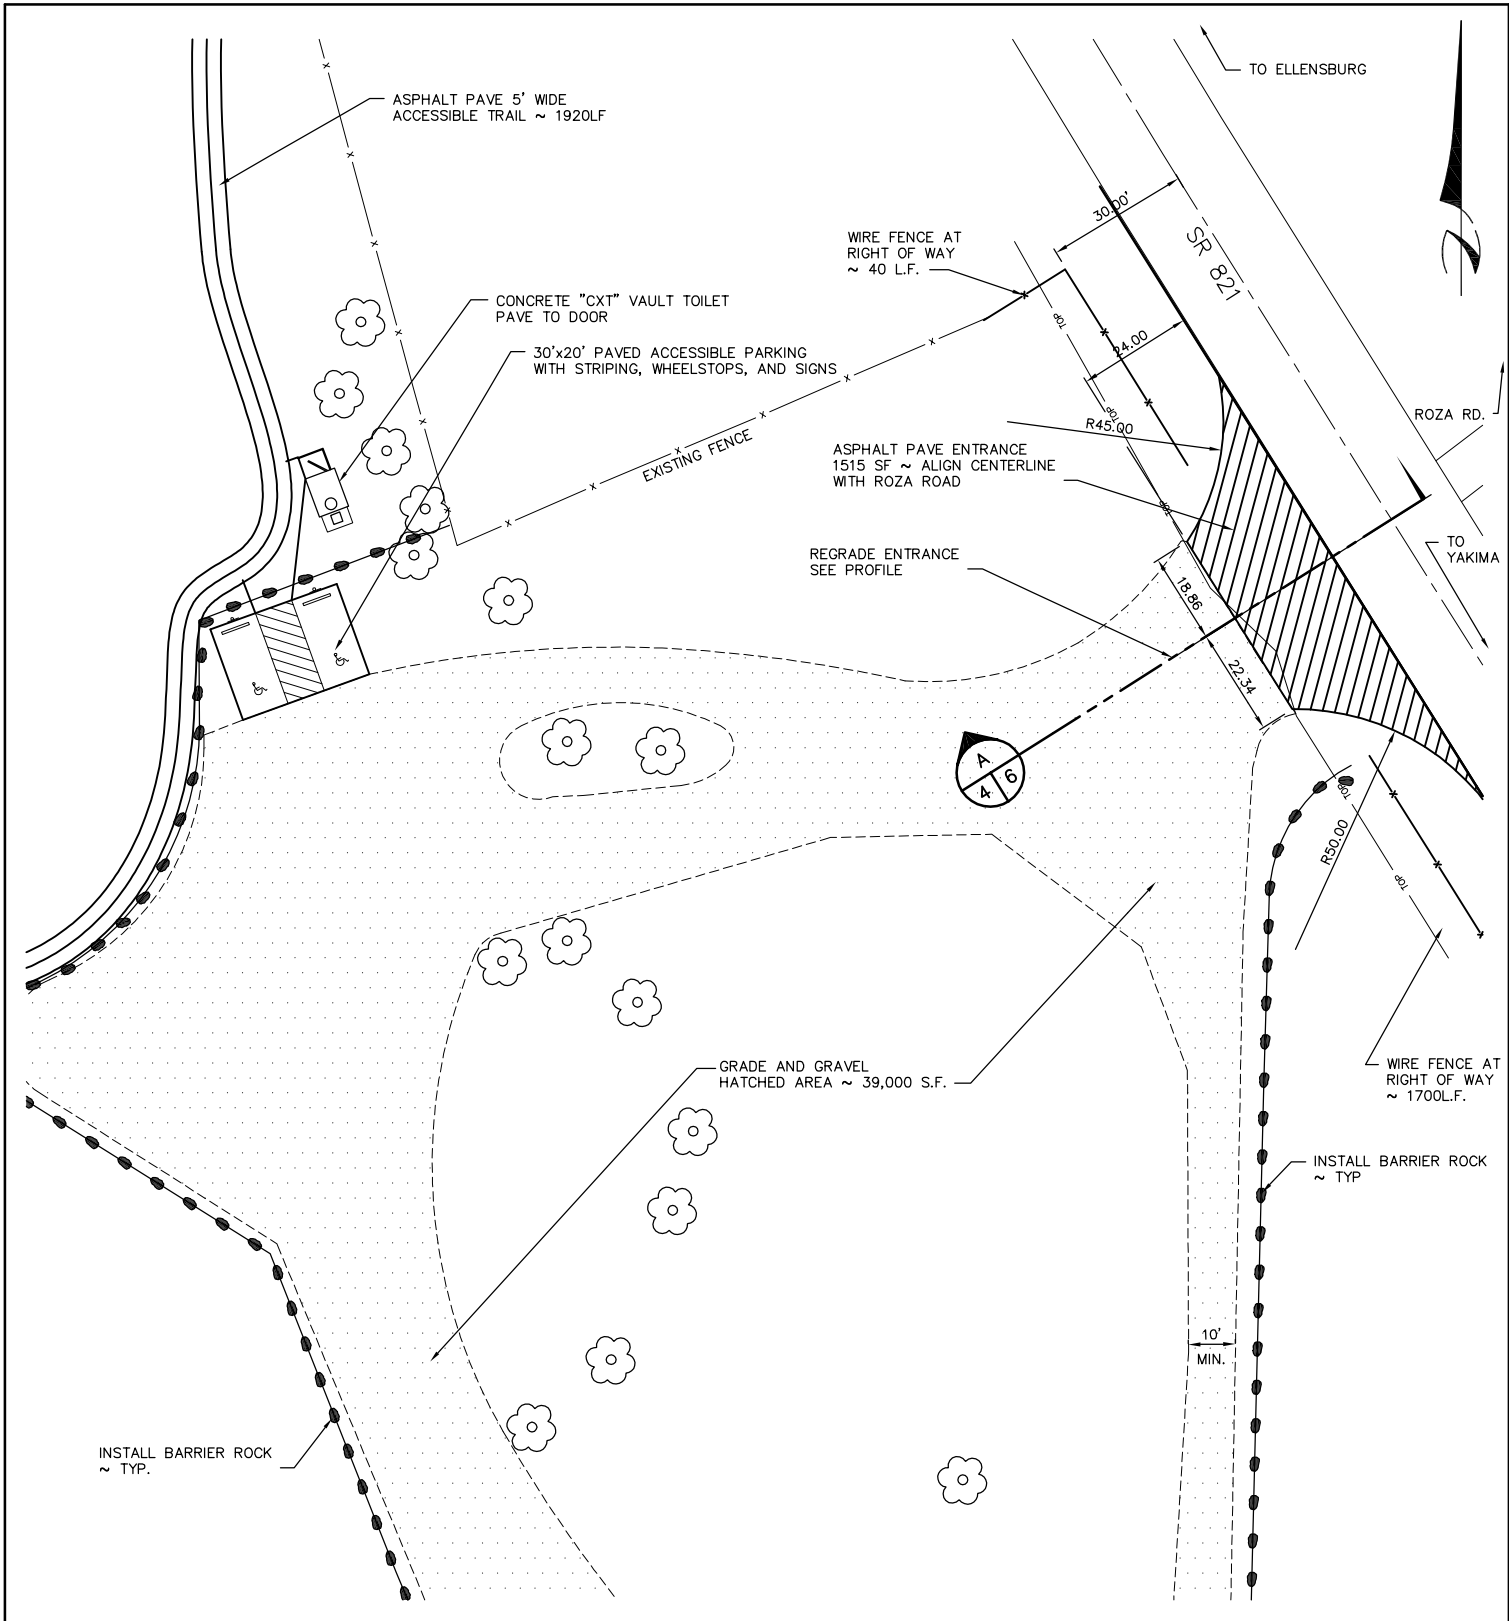 TO ELLENSBURG
ASPHALT PAVE 5' WIDE
ACCESSIBLE TRAIL ~ 1920LF
30.00'
WIRE FENCE AT
RIGHT OF WAY
~ 40 L.F.
SR 821
CONCRETE "CXT" VAULT TOILET
PAVE TO DOOR
TOP
24.00
30'x20' PAVED ACCESSIBLE PARKING
WITH STRIPING, WHEELSTOPS, AND SIGNS
TOP
ROZA RD.
R45.00
EXISTING FENCE
ASPHALT PAVE ENTRANCE
1515 SF ~ ALIGN CENTERLINE
WITH ROZA ROAD
TOP
TO
YAKIMA
REGRADE ENTRANCE
SEE PROFILE
18.86
22.34
A
4
6
TOP
R50.00
TOP
GRADE AND GRAVEL
HATCHED AREA ~ 39,000 S.F.
WIRE FENCE AT
RIGHT OF WAY
~ 1700L.F.
INSTALL BARRIER ROCK
~ TYP
10'
MIN.
INSTALL BARRIER ROCK
~ TYP.